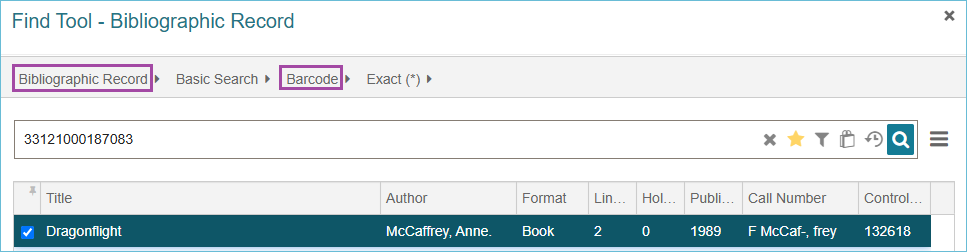 Find Tool - Bibliographic Record
Bibliographic Record Basic Search Barcode Exact (*)
33121000187083
Title Author Format Lin... Hol... Publi... Call Number Control...
Dragonflight McCaffrey, Anne. Book 2 0 1989 F McCaf-, frey 132618